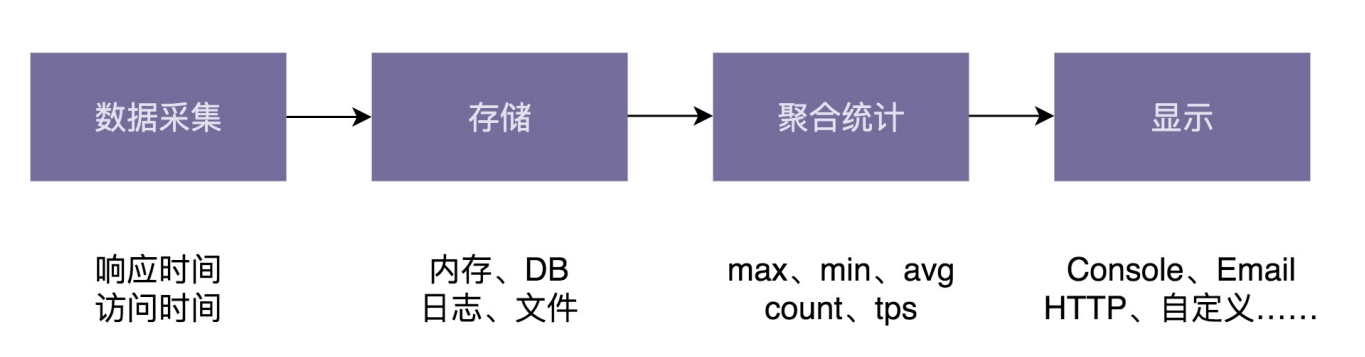 数据采集
存储
聚合统计
显示
响应时间
访问时间
内存、DB
日志、文件
max、min、avg
count、tps
Console、Email
HTTP、自定义……